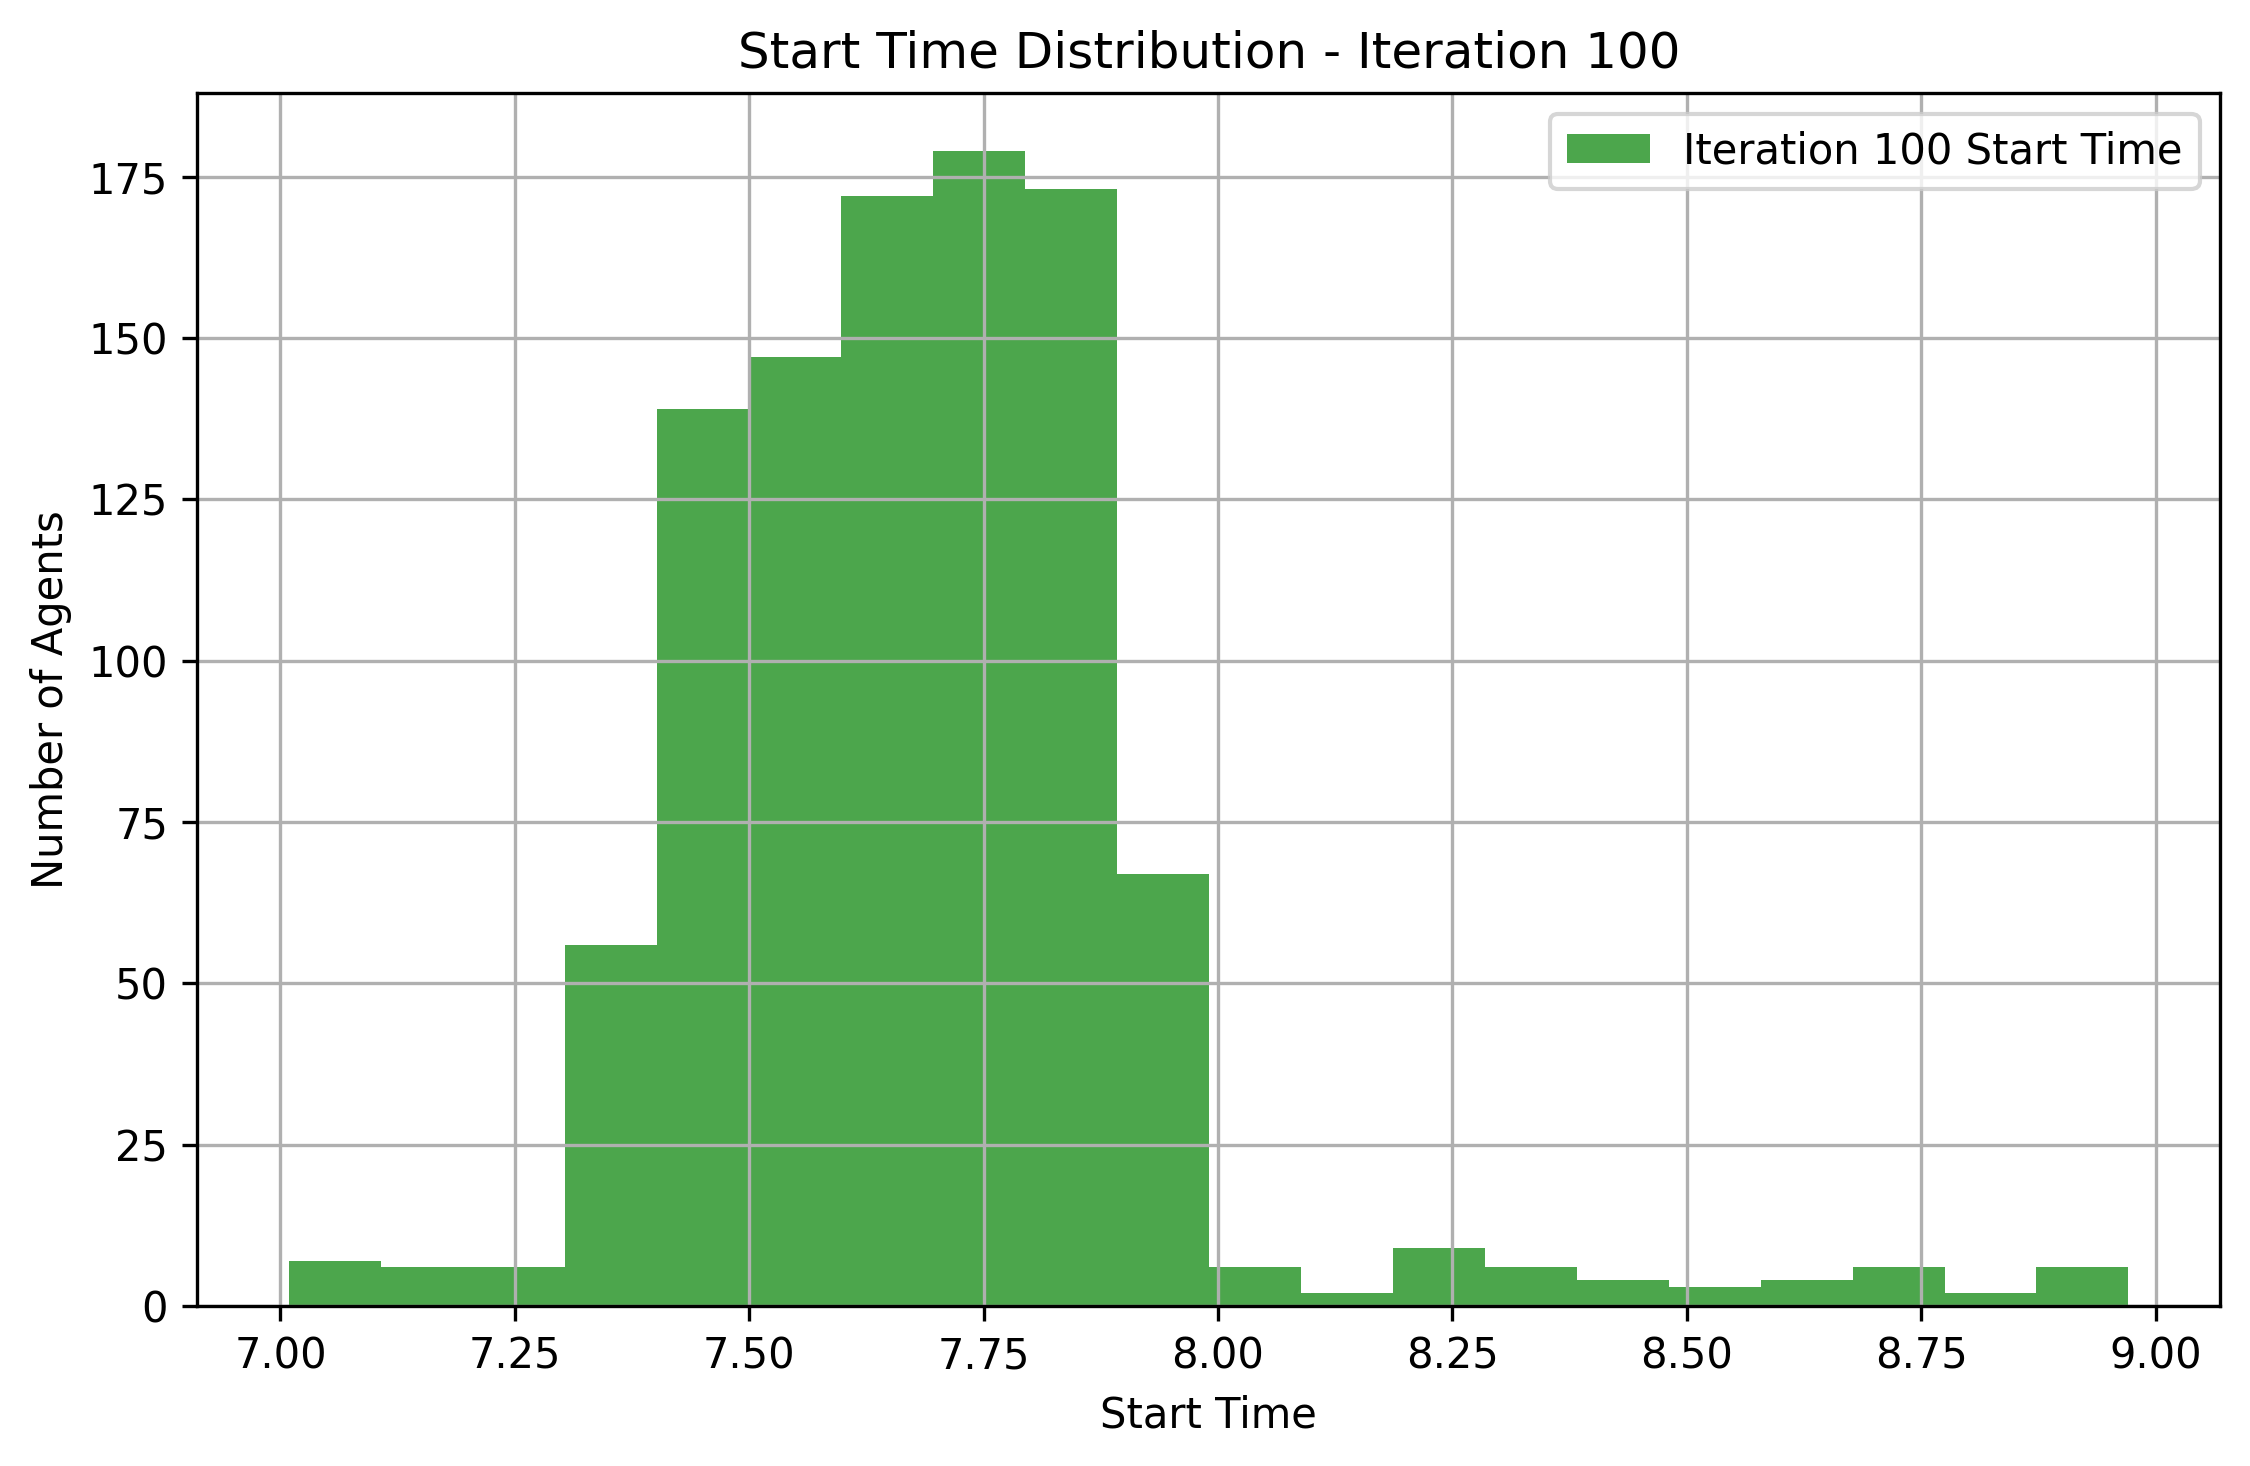 Start Time Distribution - Iteration 100
Iteration 100 Start Time
Number of Agents
175
150
125
100
75
50
25
0
7.00 7.25 7.50 7.75 8.00 8.25 8.50 8.75 9.00
Start Time